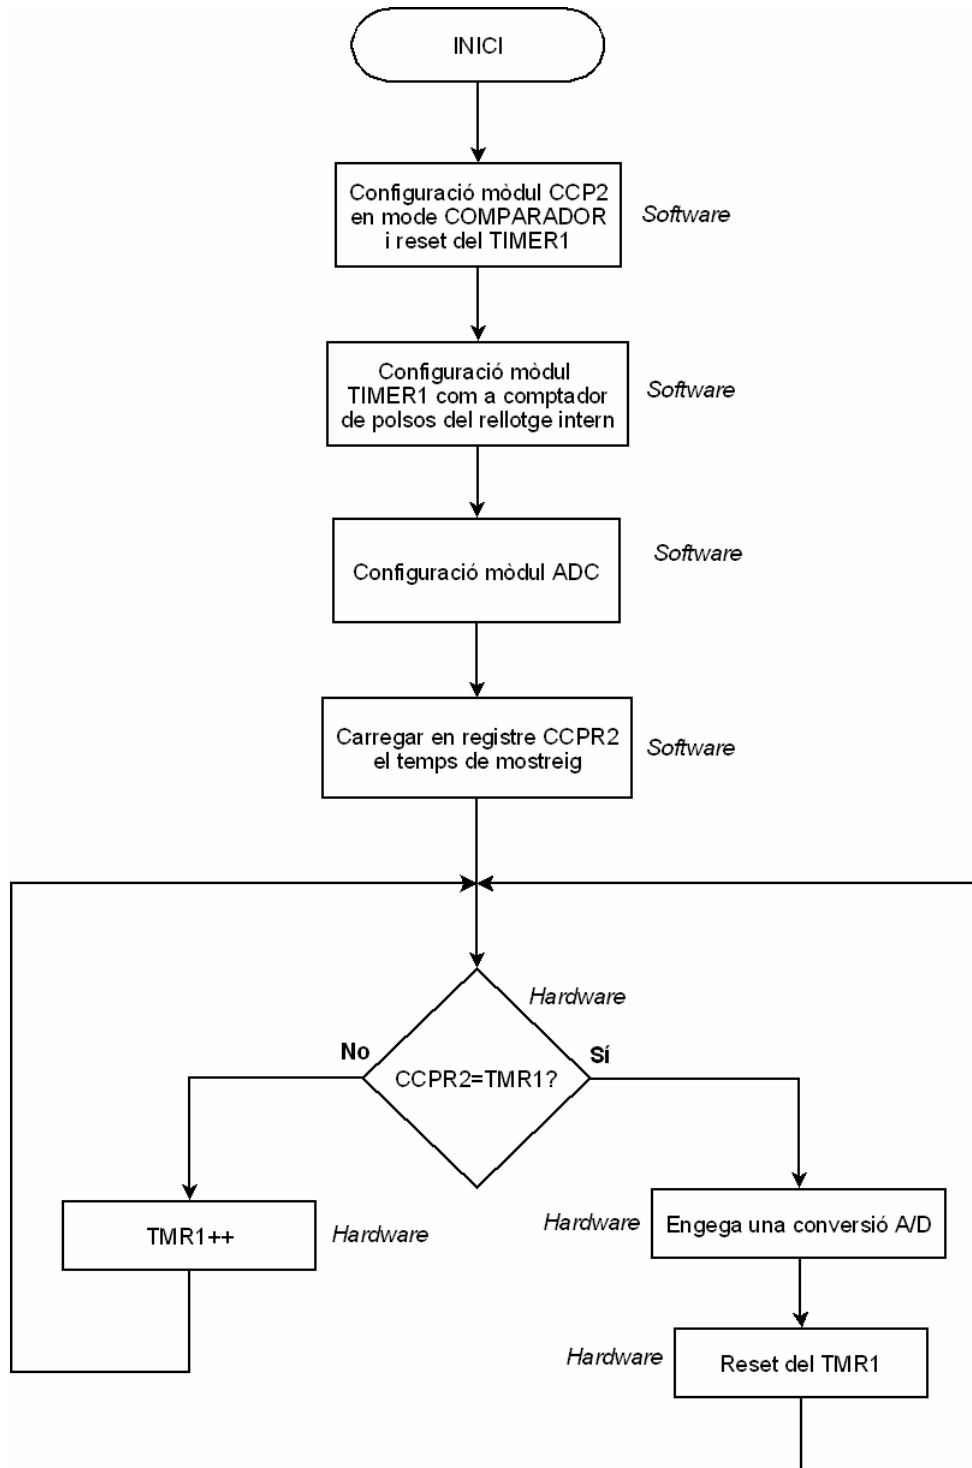 INICI
Configuració mòdul CCP2
en mode COMPARADOR
i reset del TIMER1
Software
Configuració mòdul
TIMER1 com a comptador
de polsos del rellotge intern
Software
Configuració mòdul ADC
Software
Carregar en registre CCPR2
el temps de mostreig
Software
Hardware
No
Sí
CCPR2=TMR1?
TMR1++
Hardware
Hardware
Engega una conversió A/D
Hardware
Reset del TMR1